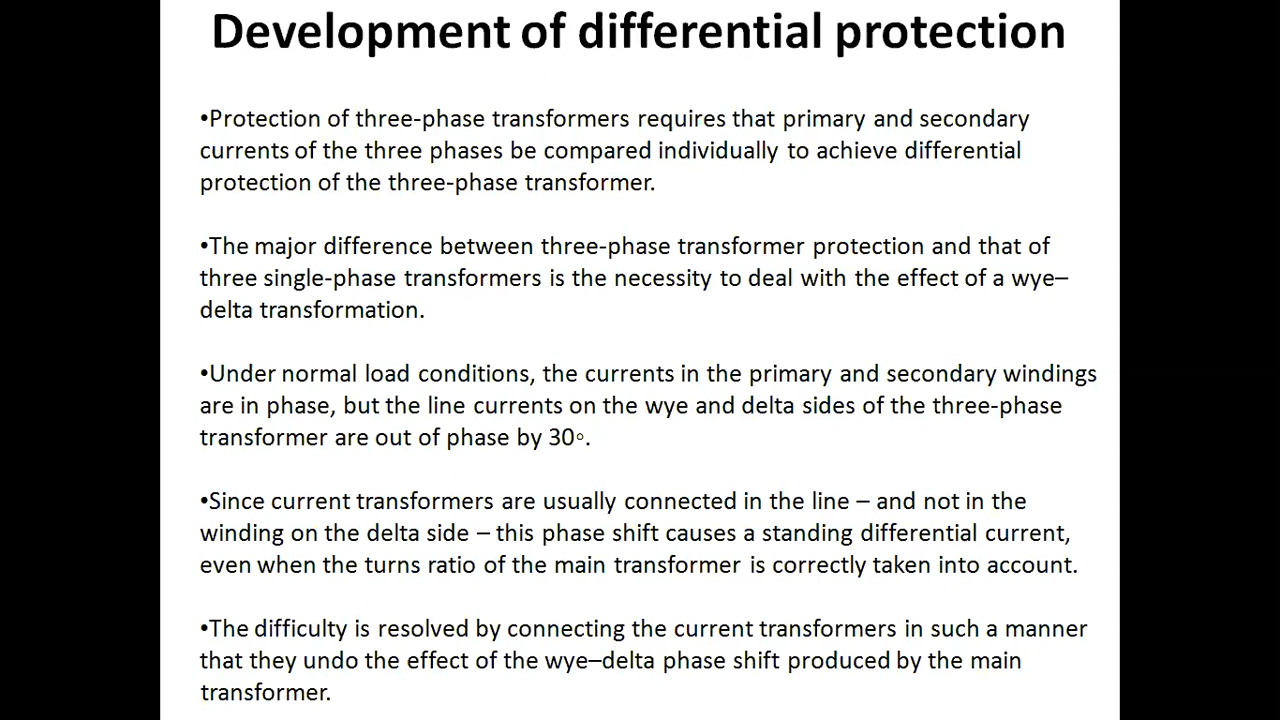 Development of differential protection
•Protection of three-phase transformers requires that primary and secondary
currents of the three phases be compared individually to achieve differential
protection of the three-phase transformer.
•The major difference between three-phase transformer protection and that of
three single-phase transformers is the necessity to deal with the effect of a wye–
delta transformation.
•Under normal load conditions, the currents in the primary and secondary windings
are in phase, but the line currents on the wye and delta sides of the three-phase
transformer are out of phase by 30◦.
•Since current transformers are usually connected in the line – and not in the
winding on the delta side – this phase shift causes a standing differential current,
even when the turns ratio of the main transformer is correctly taken into account.
•The difficulty is resolved by connecting the current transformers in such a manner
that they undo the effect of the wye–delta phase shift produced by the main
transformer.